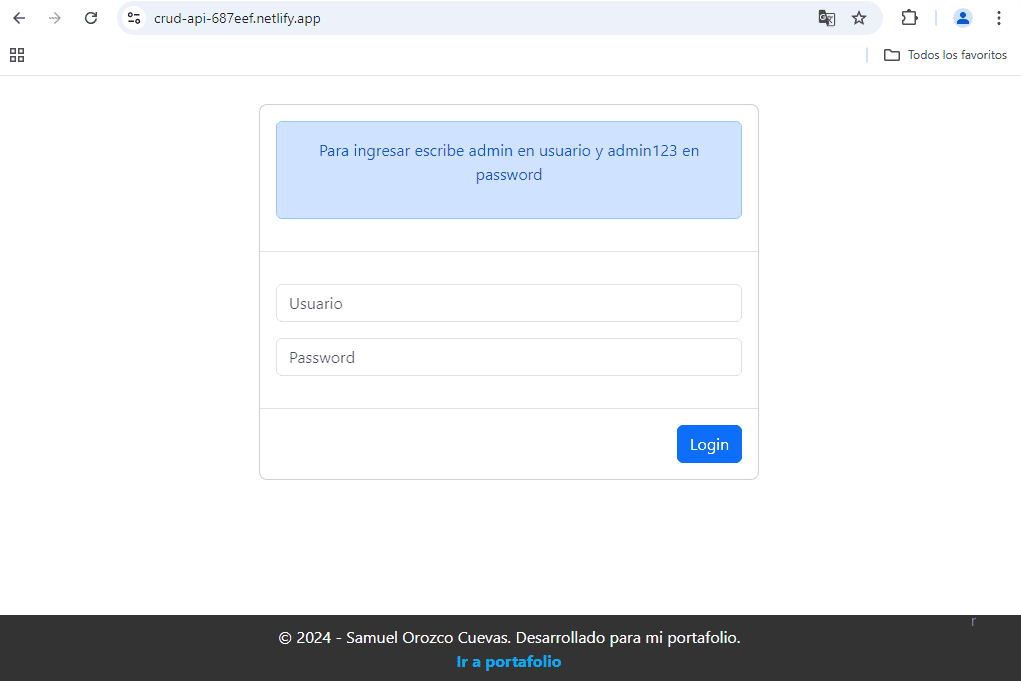 crud-api-687eef.netlify.app
Todos los favoritos
Para ingresar escribe admin en usuario y admin123 en
password
Usuario
Password
Login
r
© 2024 - Samuel Orozco Cuevas. Desarrollado para mi portafolio.
Ir a portafolio